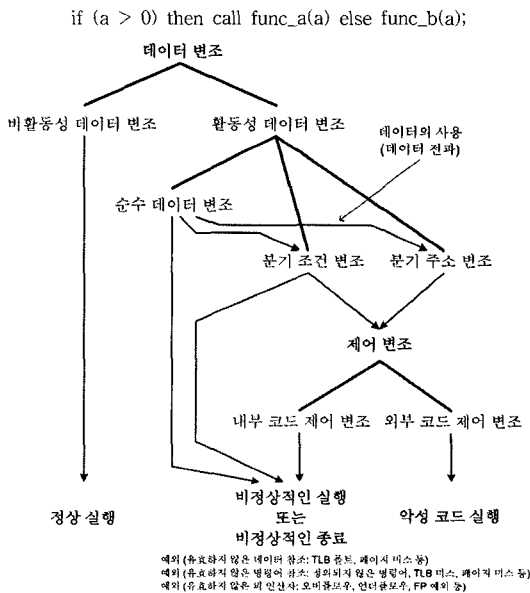 if (a > 0) then call func_a(a) else func_b(a);
데이터 변조
비활동성 데이터 변조
활동성 데이터 변조
데이터의 사용
(데이터 전파)
순수 데이터 변조
분기 조건 변조
분기 주소 변조
제어 변조
내부 코드 제어 변조
외부 코드 제어 변조
정상 실행
비정상적인 실행
또는
비정상적인 종료
악성 코드 실행
예외 (유효하지 않은 데이터 참조: TLB 폴트, 페이지 미스 등)
예외 (유효하지 않은 명령어 참조: 정의되지 않은 명령어, TLB 미스, 페이지 미스 등)
예외 (유효하지 않은 피 연산자: 오버플로우, 언더플로우, FP 예외 등)